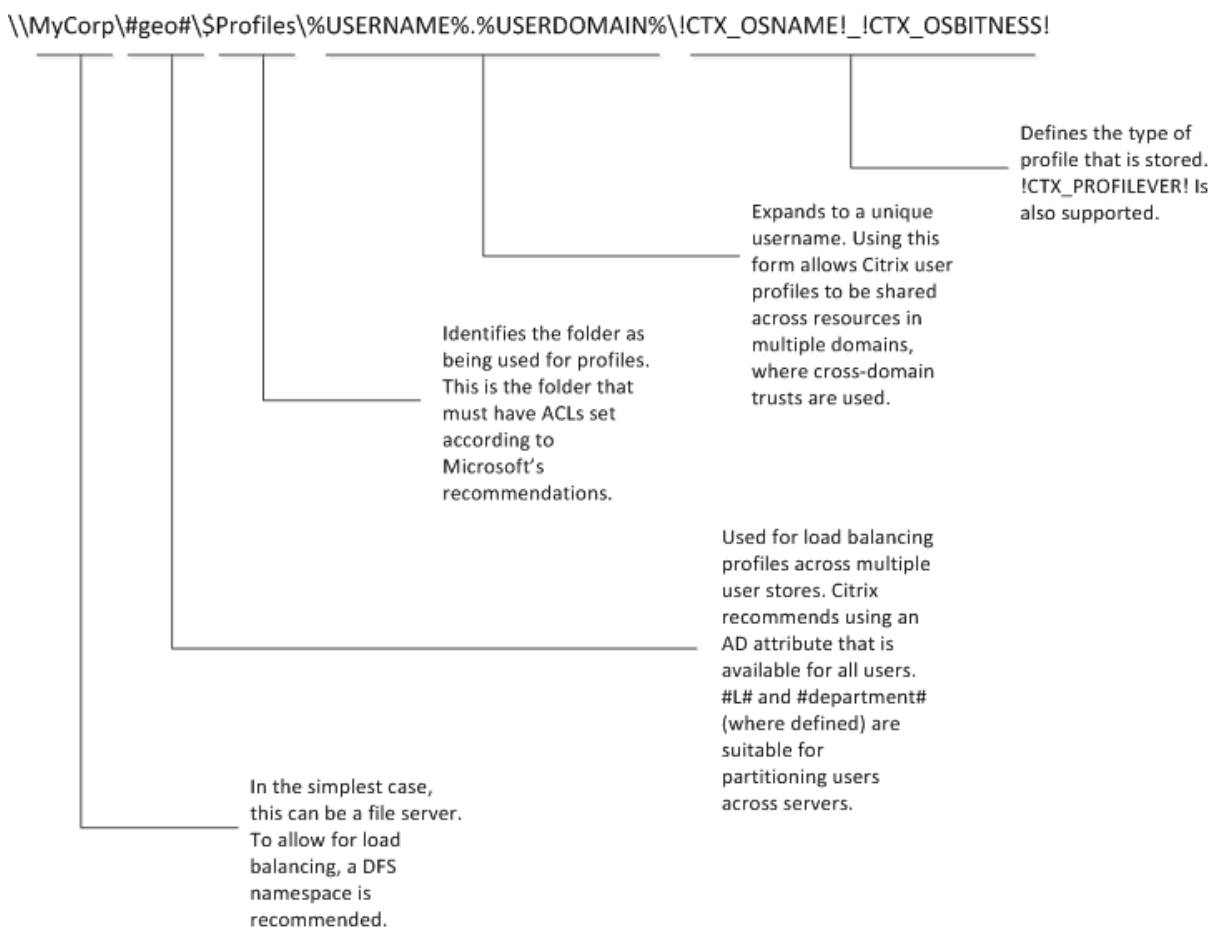 \\MyCorp\#geo#\$Profiles\%USERNAME%.%USERDOMAIN%\!CTX_OSNAME!_!CTX_OSBITNESS!
Defines the type of
profile that is stored.
!CTX_PROFILEVER! Is
also supported.
Expands to a unique
username. Using this
form allows Citrix user
profiles to be shared
across resources in
multiple domains,
where cross-domain
trusts are used.
Identifies the folder as
being used for profiles.
This is the folder that
must have ACLs set
according to
Microsoft's
recommendations.
Used for load balancing
profiles across multiple
user stores. Citrix
recommends using an
AD attribute that is
available for all users.
#L# and #department#
(where defined) are
suitable for
partitioning users
across servers.
In the simplest case,
this can be a file server.
To allow for load
balancing, a DFS
namespace is
recommended.